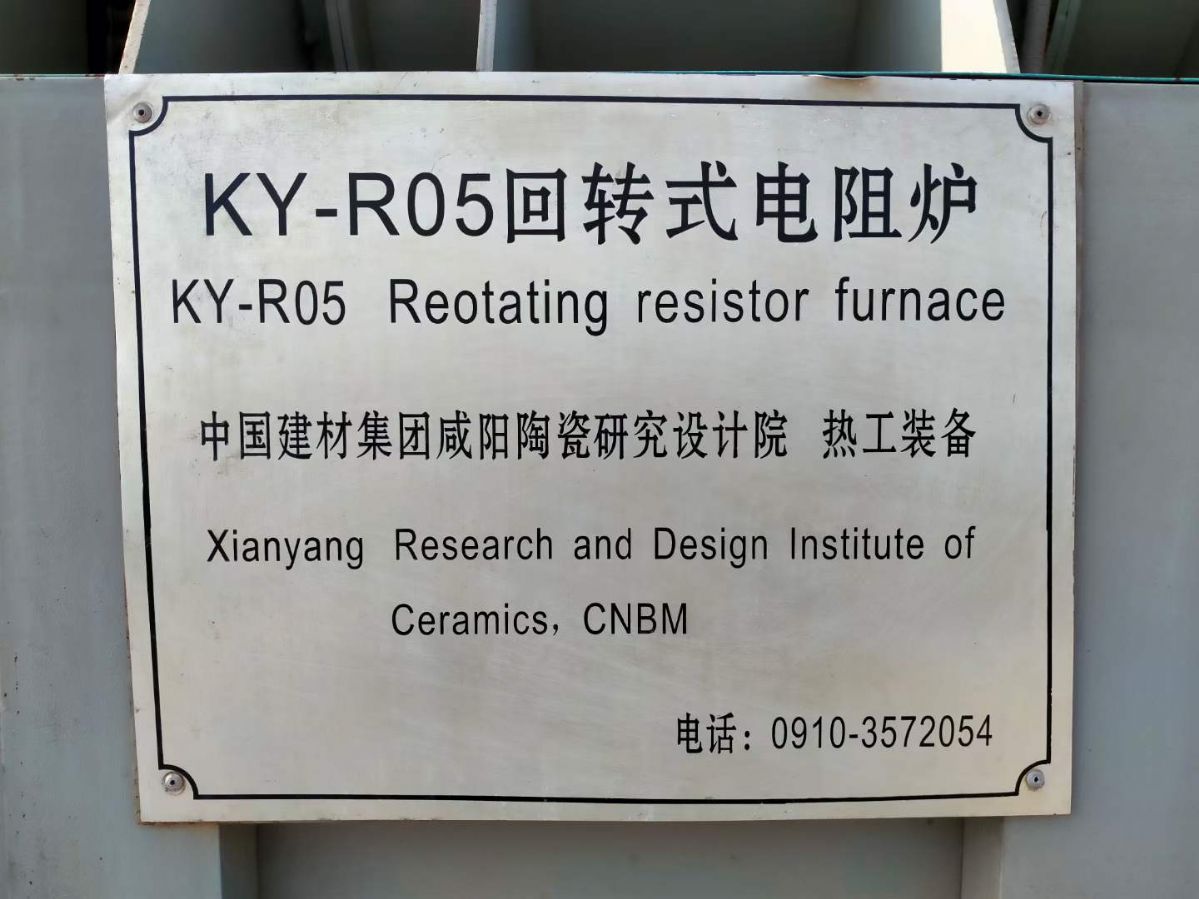 KY-R05回转式电阻炉
KY-R05 Reotating resistor furnace
中国建材集团咸阳陶瓷研究设计院 热工装备
Xianyang Research and Design Institute of
Ceramics, CNBM
电话：0910-3572054